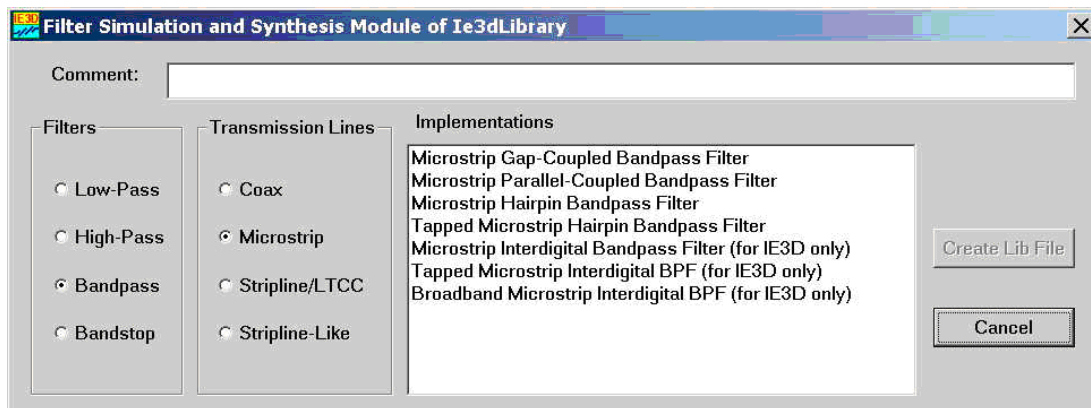 IE3D
Filter Simulation and Synthesis Module of Ie3dLibrary
Comment:
Filters
Low-Pass
High-Pass
Bandpass
Bandstop
Transmission Lines
Coax
Microstrip
Stripline/LTCC
Stripline-Like
Implementations
Microstrip Gap-Coupled Bandpass Filter
Microstrip Parallel-Coupled Bandpass Filter
Microstrip Hairpin Bandpass Filter
Tapped Microstrip Hairpin Bandpass Filter
Microstrip Interdigital Bandpass Filter (for IE3D only)
Tapped Microstrip Interdigital BPF (for IE3D only)
Broadband Microstrip Interdigital BPF (for IE3D only)
Create Lib File
Cancel